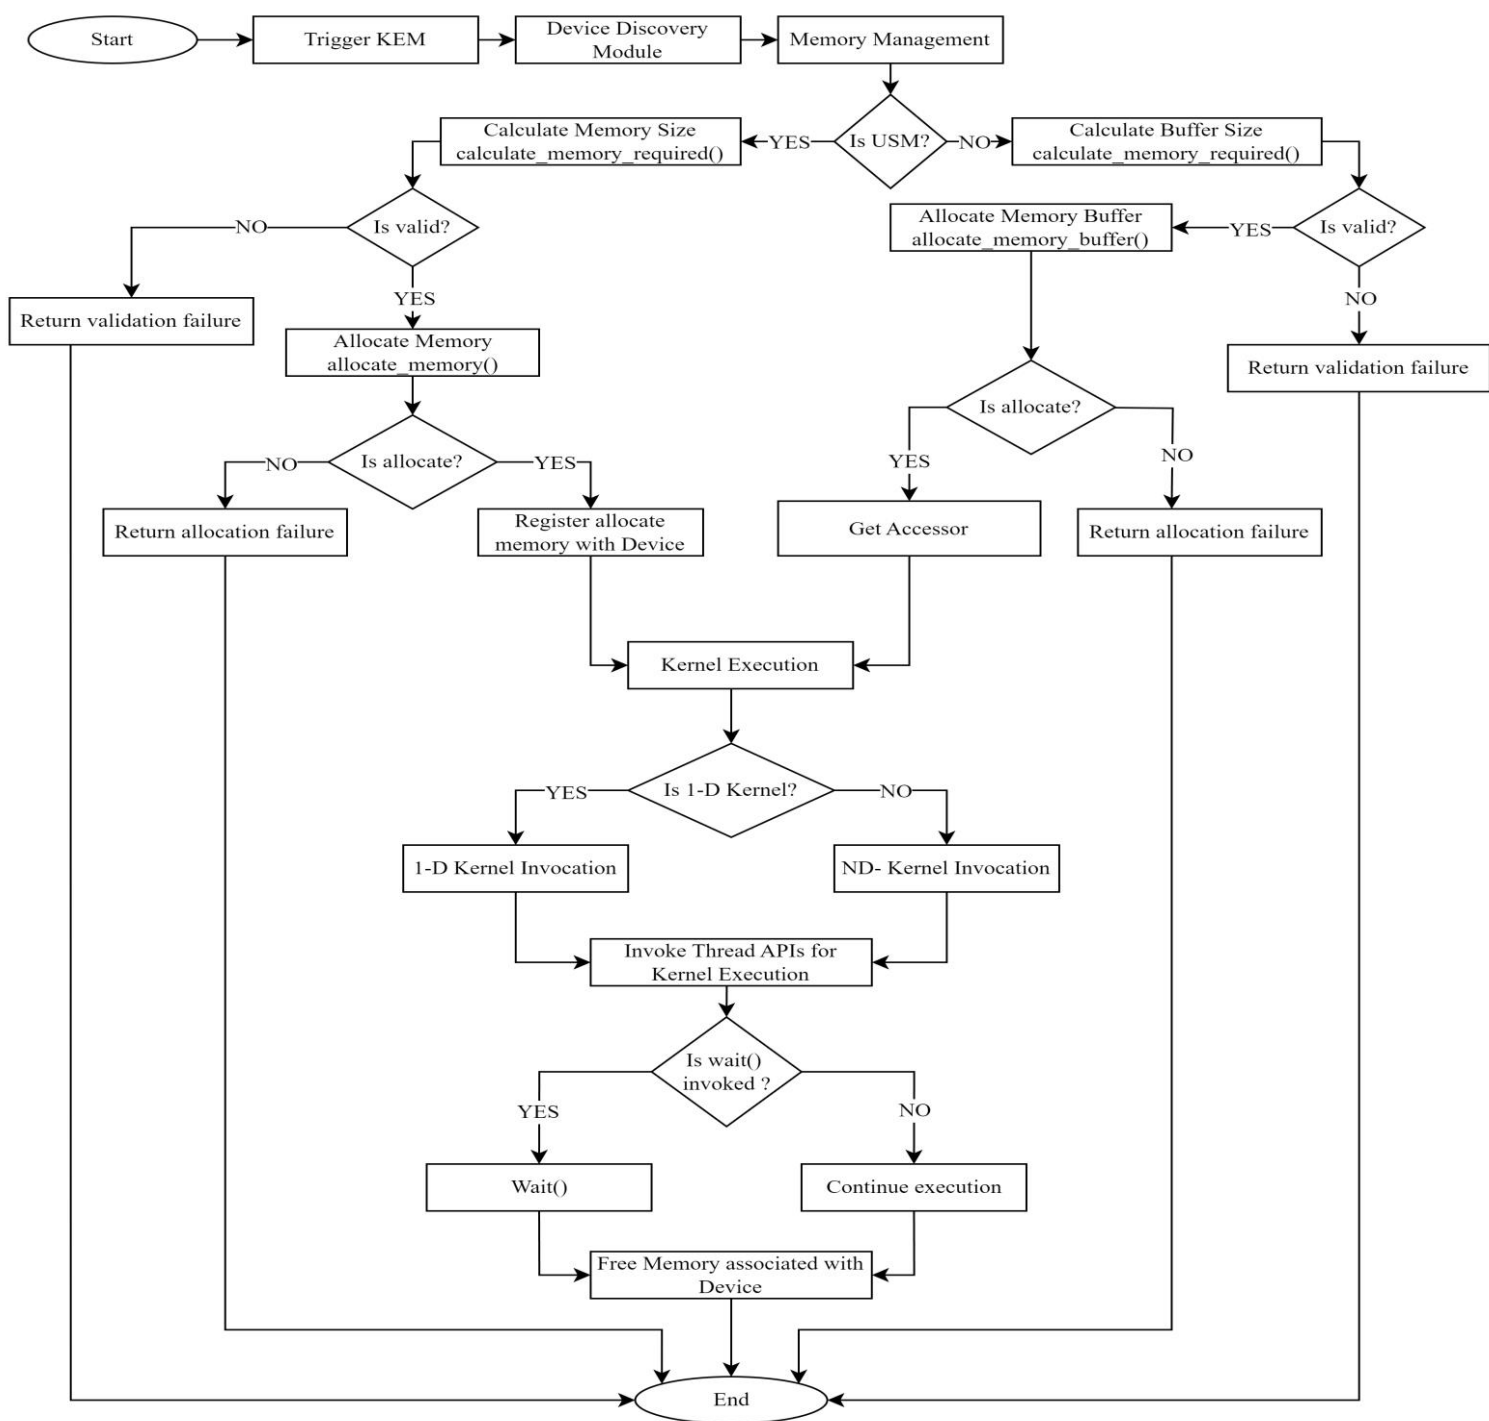 Start
Trigger KEM
Device Discovery
Module
Memory Management
Calculate Memory Size
calculate_memory_required()
YES
Is USM?
NO
Calculate Buffer Size
calculate_memory_required()
NO
Is valid?
Allocate Memory Buffer
allocate_memory_buffer()
YES
Is valid?
YES
NO
Return validation failure
Allocate Memory
allocate_memory()
Return validation failure
Is allocate?
NO
Is allocate?
YES
YES
NO
Return allocation failure
Register allocate
memory with Device
Get Accessor
Return allocation failure
Kernel Execution
YES
Is 1-D Kernel?
NO
1-D Kernel Invocation
ND- Kernel Invocation
Invoke Thread APIs for
Kernel Execution
Is wait()
invoked ?
YES
NO
Wait()
Continue execution
Free Memory associated with
Device
End